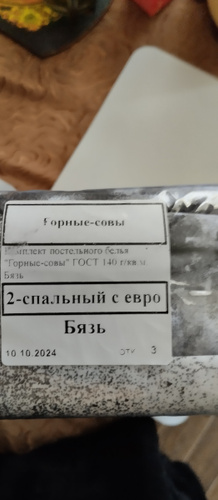 Горные-совы
Комплект постельного белья
"Горные-совы" ГОСТ 140 г/кв м
Бязь
2-спальный с евро
Бязь
10 10.2024 ОТК 3